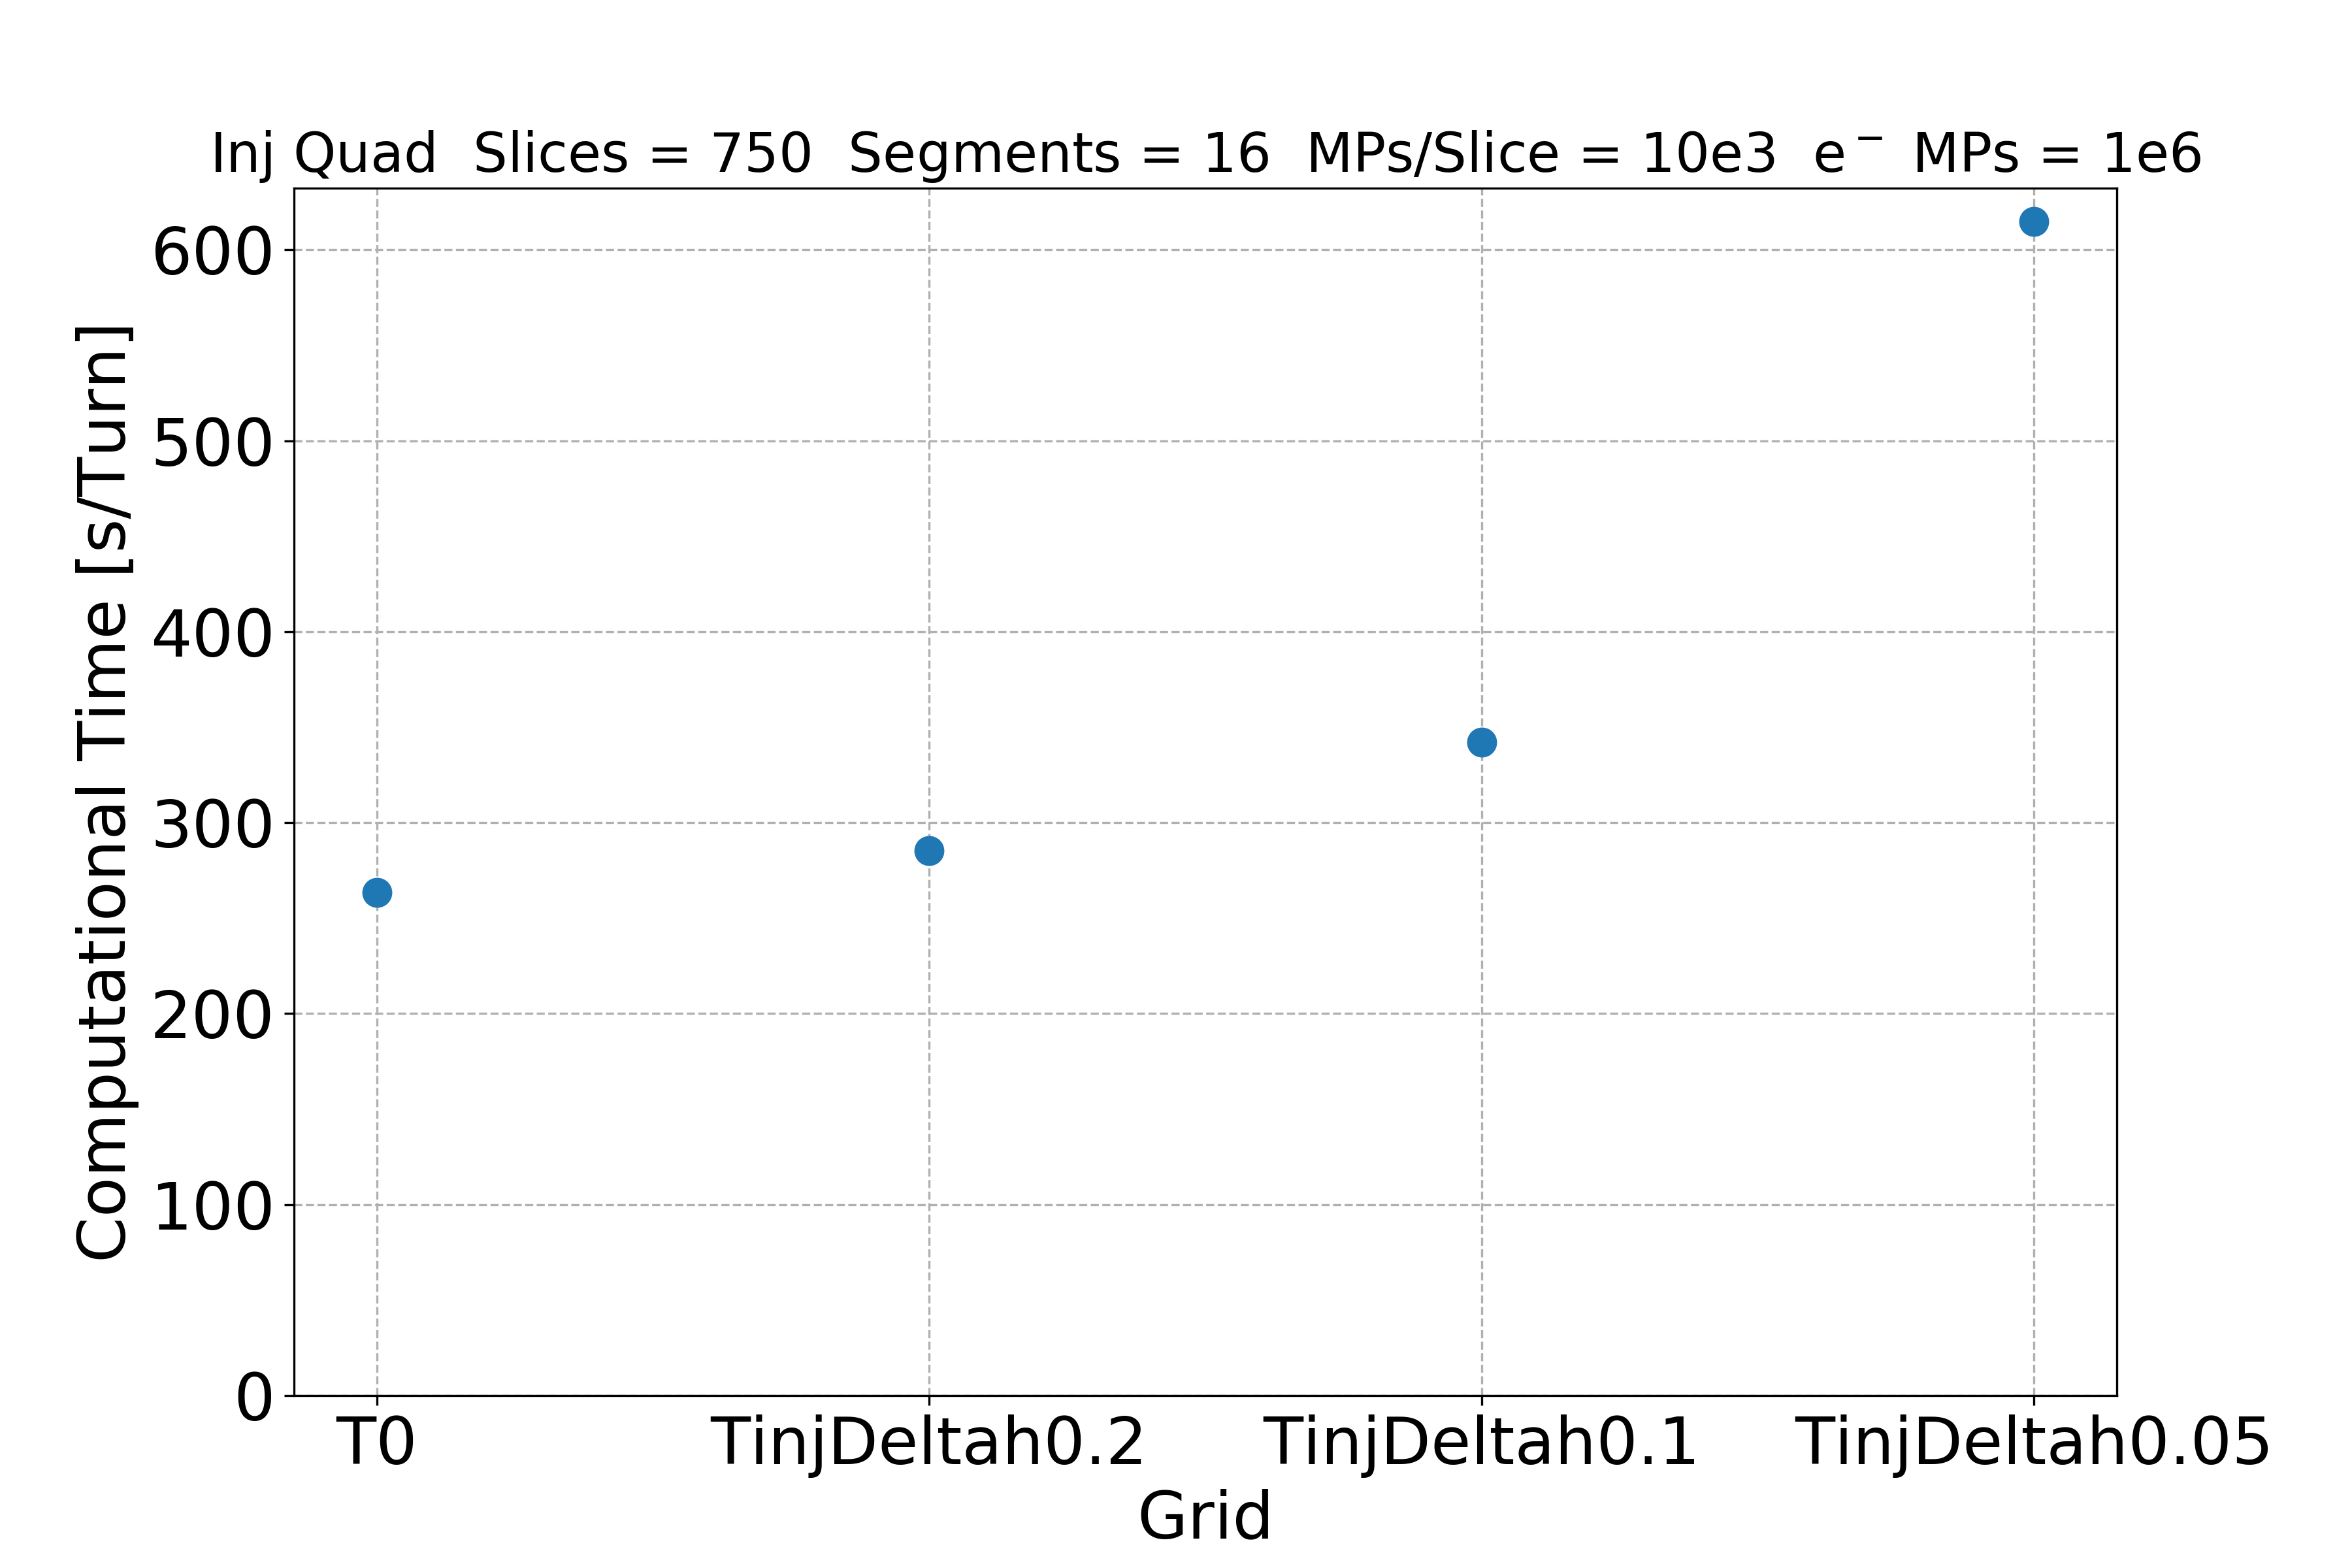 Inj Quad  Slices = 750  Segments = 16  MPs/Slice = 10e3  e⁻ MPs = 1e6
Computational Time [s/Turn]
600
500
400
300
200
100
0
T0
TinjDeltah0.2
TinjDeltah0.1
TinjDeltah0.05
Grid